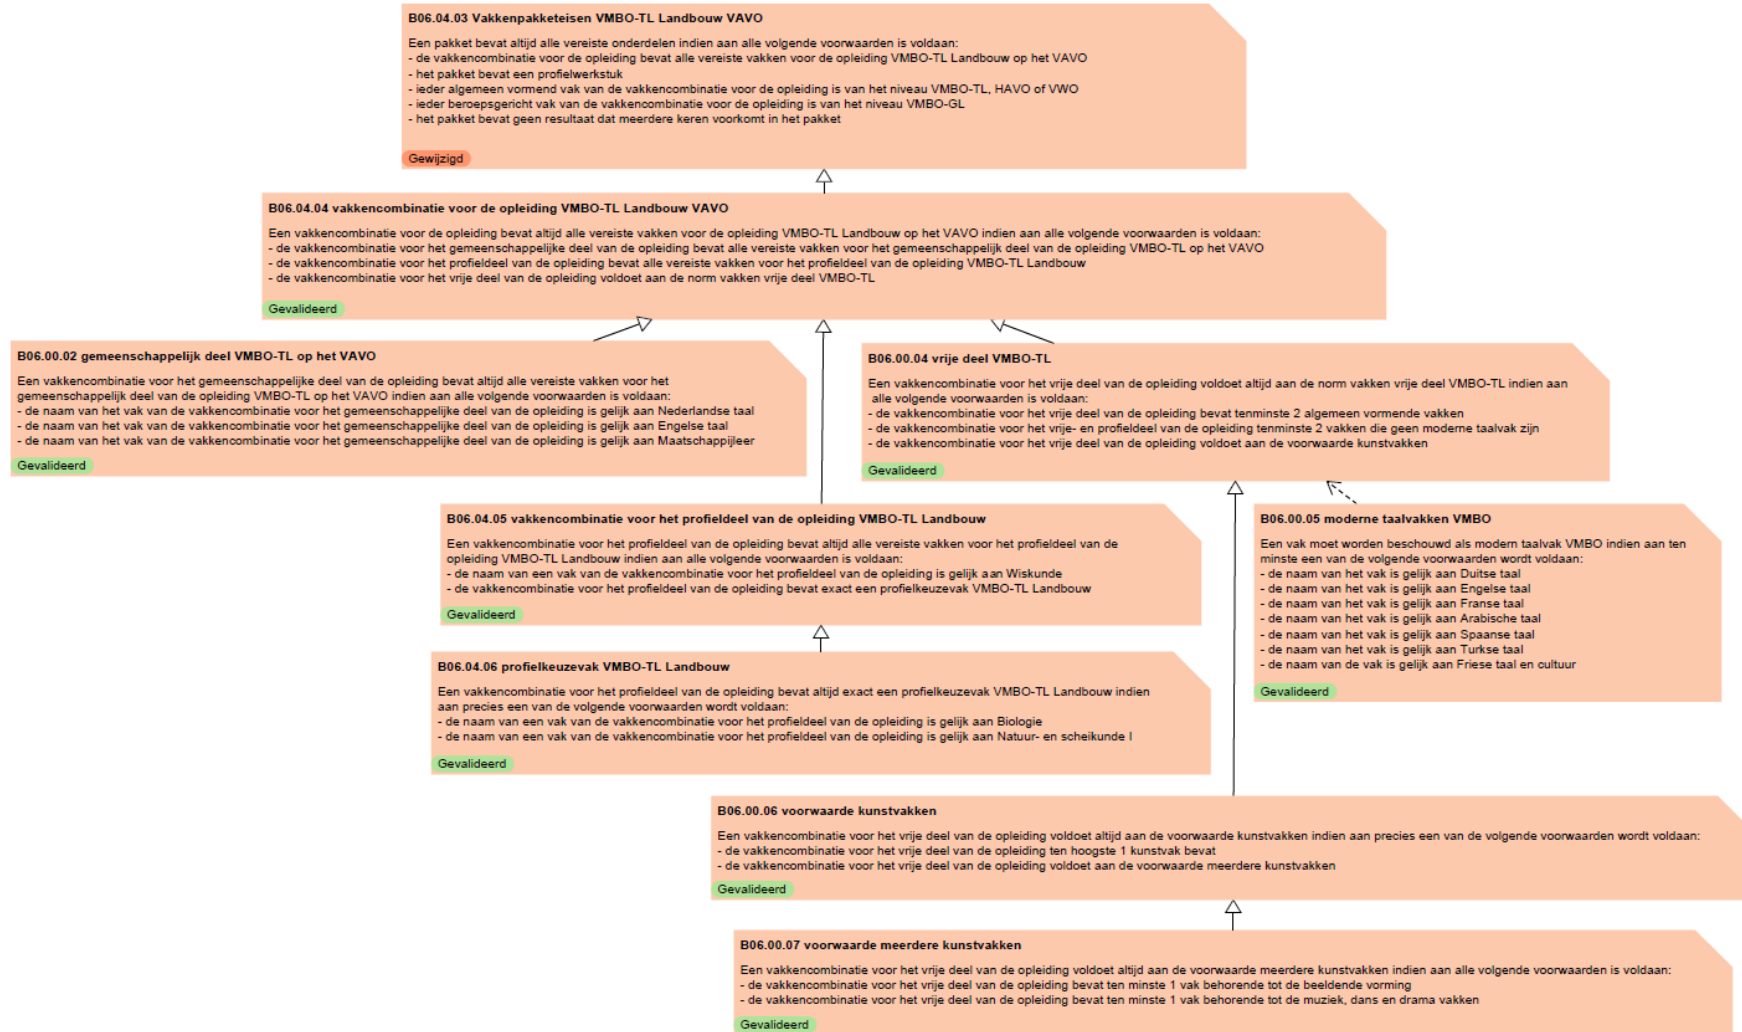 B06.04.03 Vakkenpakketeisen VMBO-TL Landbouw VAVO
Een pakket bevat altijd alle vereiste onderdelen indien aan alle volgende voorwaarden is voldaan:
- de vakkencombinatie voor de opleiding bevat alle vereiste vakken voor de opleiding VMBO-TL Landbouw op het VAVO
- het pakket bevat een profielwerkstuk
- ieder algemeen vormend vak van de vakkencombinatie voor de opleiding is van het niveau VMBO-TL, HAVO of VWO
- ieder beroepsgericht vak van de vakkencombinatie voor de opleiding is van het niveau VMBO-GL
- het pakket bevat geen resultaat dat meerdere keren voorkomt in het pakket
Gewijzigd
B06.04.04 vakkencombinatie voor de opleiding VMBO-TL Landbouw VAVO
Een vakkencombinatie voor de opleiding bevat altijd alle vereiste vakken voor de opleiding VMBO-TL Landbouw op het VAVO indien aan alle volgende voorwaarden is voldaan:
- de vakkencombinatie voor het gemeenschappelijke deel van de opleiding bevat alle vereiste vakken voor het gemeenschappelijk deel van de opleiding VMBO-TL op het VAVO
- de vakkencombinatie voor het profieldeel van de opleiding bevat alle vereiste vakken voor het profieldeel van de opleiding VMBO-TL Landbouw
- de vakkencombinatie voor het vrije deel van de opleiding voldoet aan de norm vakken vrije deel VMBO-TL
Gevalideerd
B06.00.02 gemeenschappelijk deel VMBO-TL op het VAVO
Een vakkencombinatie voor het gemeenschappelijke deel van de opleiding bevat altijd alle vereiste vakken voor het
gemeenschappelijk deel van de opleiding VMBO-TL op het VAVO indien aan alle volgende voorwaarden is voldaan:
- de naam van het vak van de vakkencombinatie voor het gemeenschappelijke deel van de opleiding is gelijk aan Nederlandse taal
- de naam van het vak van de vakkencombinatie voor het gemeenschappelijke deel van de opleiding is gelijk aan Engelse taal
- de naam van het vak van de vakkencombinatie voor het gemeenschappelijke deel van de opleiding is gelijk aan Maatschappijleer
Gevalideerd
B06.00.04 vrije deel VMBO-TL
Een vakkencombinatie voor het vrije deel van de opleiding voldoet altijd aan de norm vakken vrije deel VMBO-TL indien aan
alle volgende voorwaarden is voldaan:
- de vakkencombinatie voor het vrije deel van de opleiding bevat tenminste 2 algemeen vormende vakken
- de vakkencombinatie voor het vrije- en profieldeel van de opleiding tenminste 2 vakken die geen moderne taalvak zijn
- de vakkencombinatie voor het vrije deel van de opleiding voldoet aan de voorwaarde kunstvakken
Gevalideerd
B06.04.05 vakkencombinatie voor het profieldeel van de opleiding VMBO-TL Landbouw
Een vakkencombinatie voor het profieldeel van de opleiding bevat altijd alle vereiste vakken voor het profieldeel van de
opleiding VMBO-TL Landbouw indien aan alle volgende voorwaarden is voldaan:
- de naam van een vak van de vakkencombinatie voor het profieldeel van de opleiding is gelijk aan Wiskunde
- de vakkencombinatie voor het profieldeel van de opleiding bevat exact een profielkeuzevak VMBO-TL Landbouw
Gevalideerd
B06.00.05 moderne taalvakken VMBO
Een vak moet worden beschouwd als modern taalvak VMBO indien aan ten
minste een van de volgende voorwaarden wordt voldaan:
- de naam van het vak is gelijk aan Duitse taal
- de naam van het vak is gelijk aan Engelse taal
- de naam van het vak is gelijk aan Franse taal
- de naam van het vak is gelijk aan Arabische taal
- de naam van het vak is gelijk aan Spaanse taal
- de naam van het vak is gelijk aan Turkse taal
- de naam van de vak is gelijk aan Friese taal en cultuur
Gevalideerd
B06.04.06 profielkeuzevak VMBO-TL Landbouw
Een vakkencombinatie voor het profieldeel van de opleiding bevat altijd exact een profielkeuzevak VMBO-TL Landbouw indien
aan precies een van de volgende voorwaarden wordt voldaan:
- de naam van een vak van de vakkencombinatie voor het profieldeel van de opleiding is gelijk aan Biologie
- de naam van een vak van de vakkencombinatie voor het profieldeel van de opleiding is gelijk aan Natuur- en scheikunde I
Gevalideerd
B06.00.06 voorwaarde kunstvakken
Een vakkencombinatie voor het vrije deel van de opleiding voldoet altijd aan de voorwaarde kunstvakken indien aan precies een van de volgende voorwaarden wordt voldaan:
- de vakkencombinatie voor het vrije deel van de opleiding ten hoogste 1 kunstvak bevat
- de vakkencombinatie voor het vrije deel van de opleiding voldoet aan de voorwaarde meerdere kunstvakken
Gevalideerd
B06.00.07 voorwaarde meerdere kunstvakken
Een vakkencombinatie voor het vrije deel van de opleiding voldoet altijd aan de voorwaarde meerdere kunstvakken indien aan alle volgende voorwaarden is voldaan:
- de vakkencombinatie voor het vrije deel van de opleiding bevat ten minste 1 vak behorende tot de beeldende vorming
- de vakkencombinatie voor het vrije deel van de opleiding bevat ten minste 1 vak behorende tot de muziek, dans en drama vakken
Gevalideerd